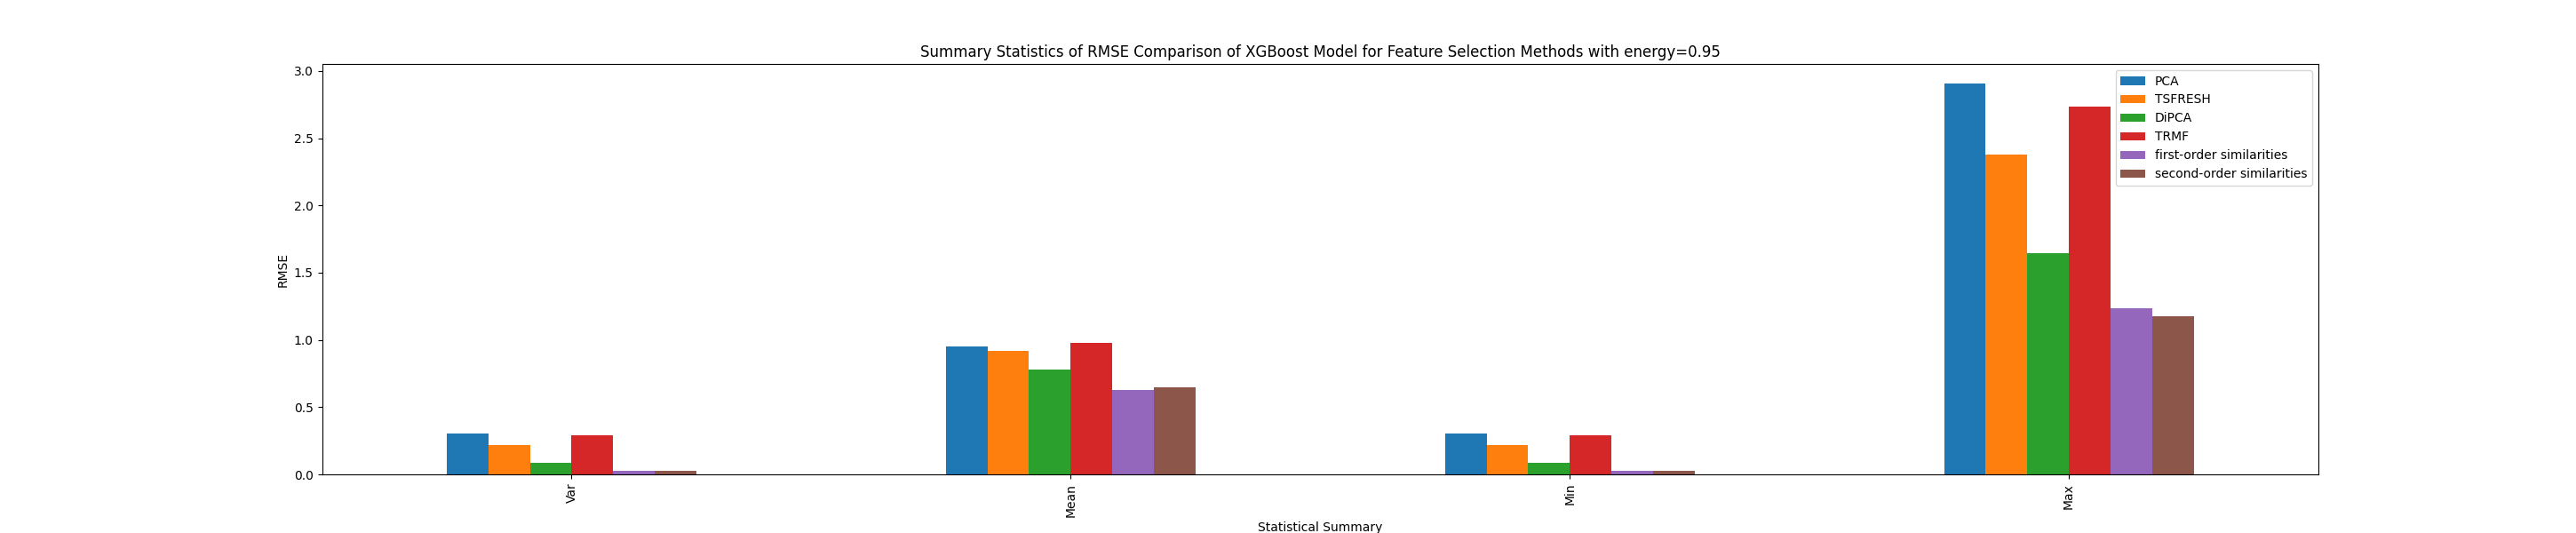 Summary Statistics of RMSE Comparison of XGBoost Model for Feature Selection Methods with energy=0.95
3.0
2.5
2.0
1.5
1.0
0.5
0.0
RMSE
PCA
TSFRESH
DiPCA
TRMF
first-order similarities
second-order similarities
Var
Mean
Min
Max
Statistical Summary